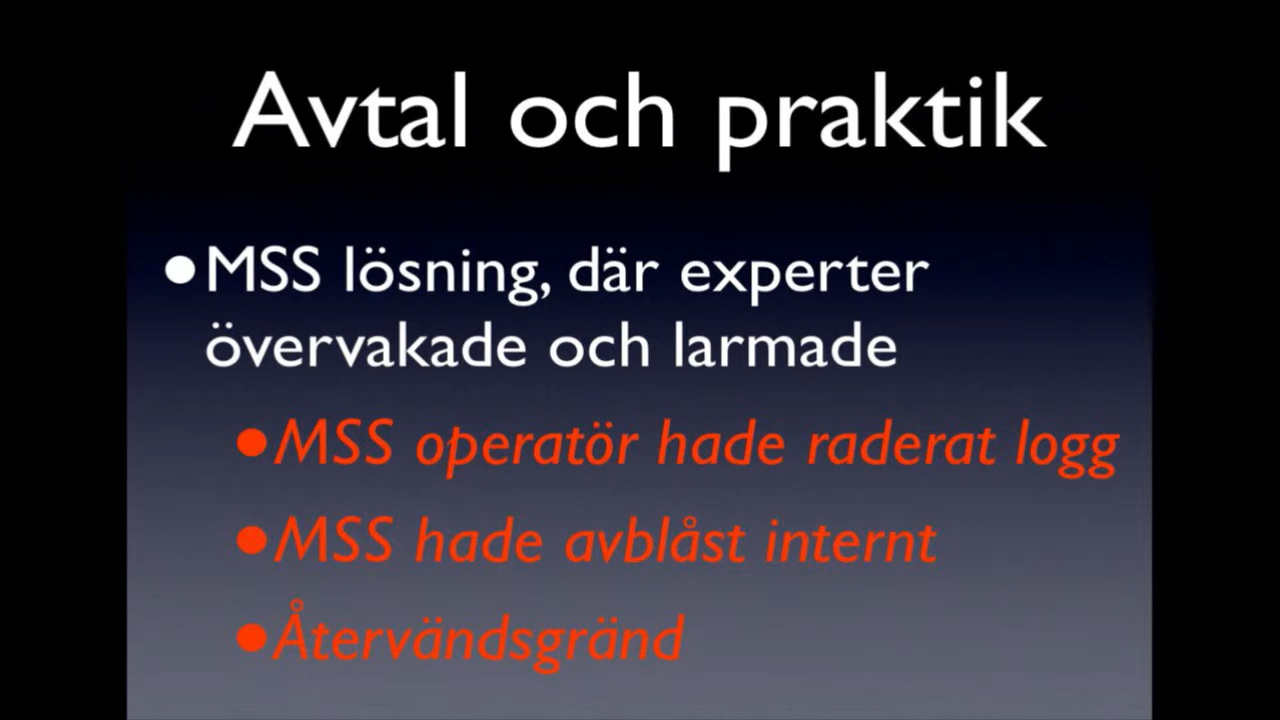 Avtal och praktik
•MSS lösning, där experter
övervakade och larmade
•MSS operatör hade raderat logg
•MSS hade avblåst internt
•Återvändsgränd